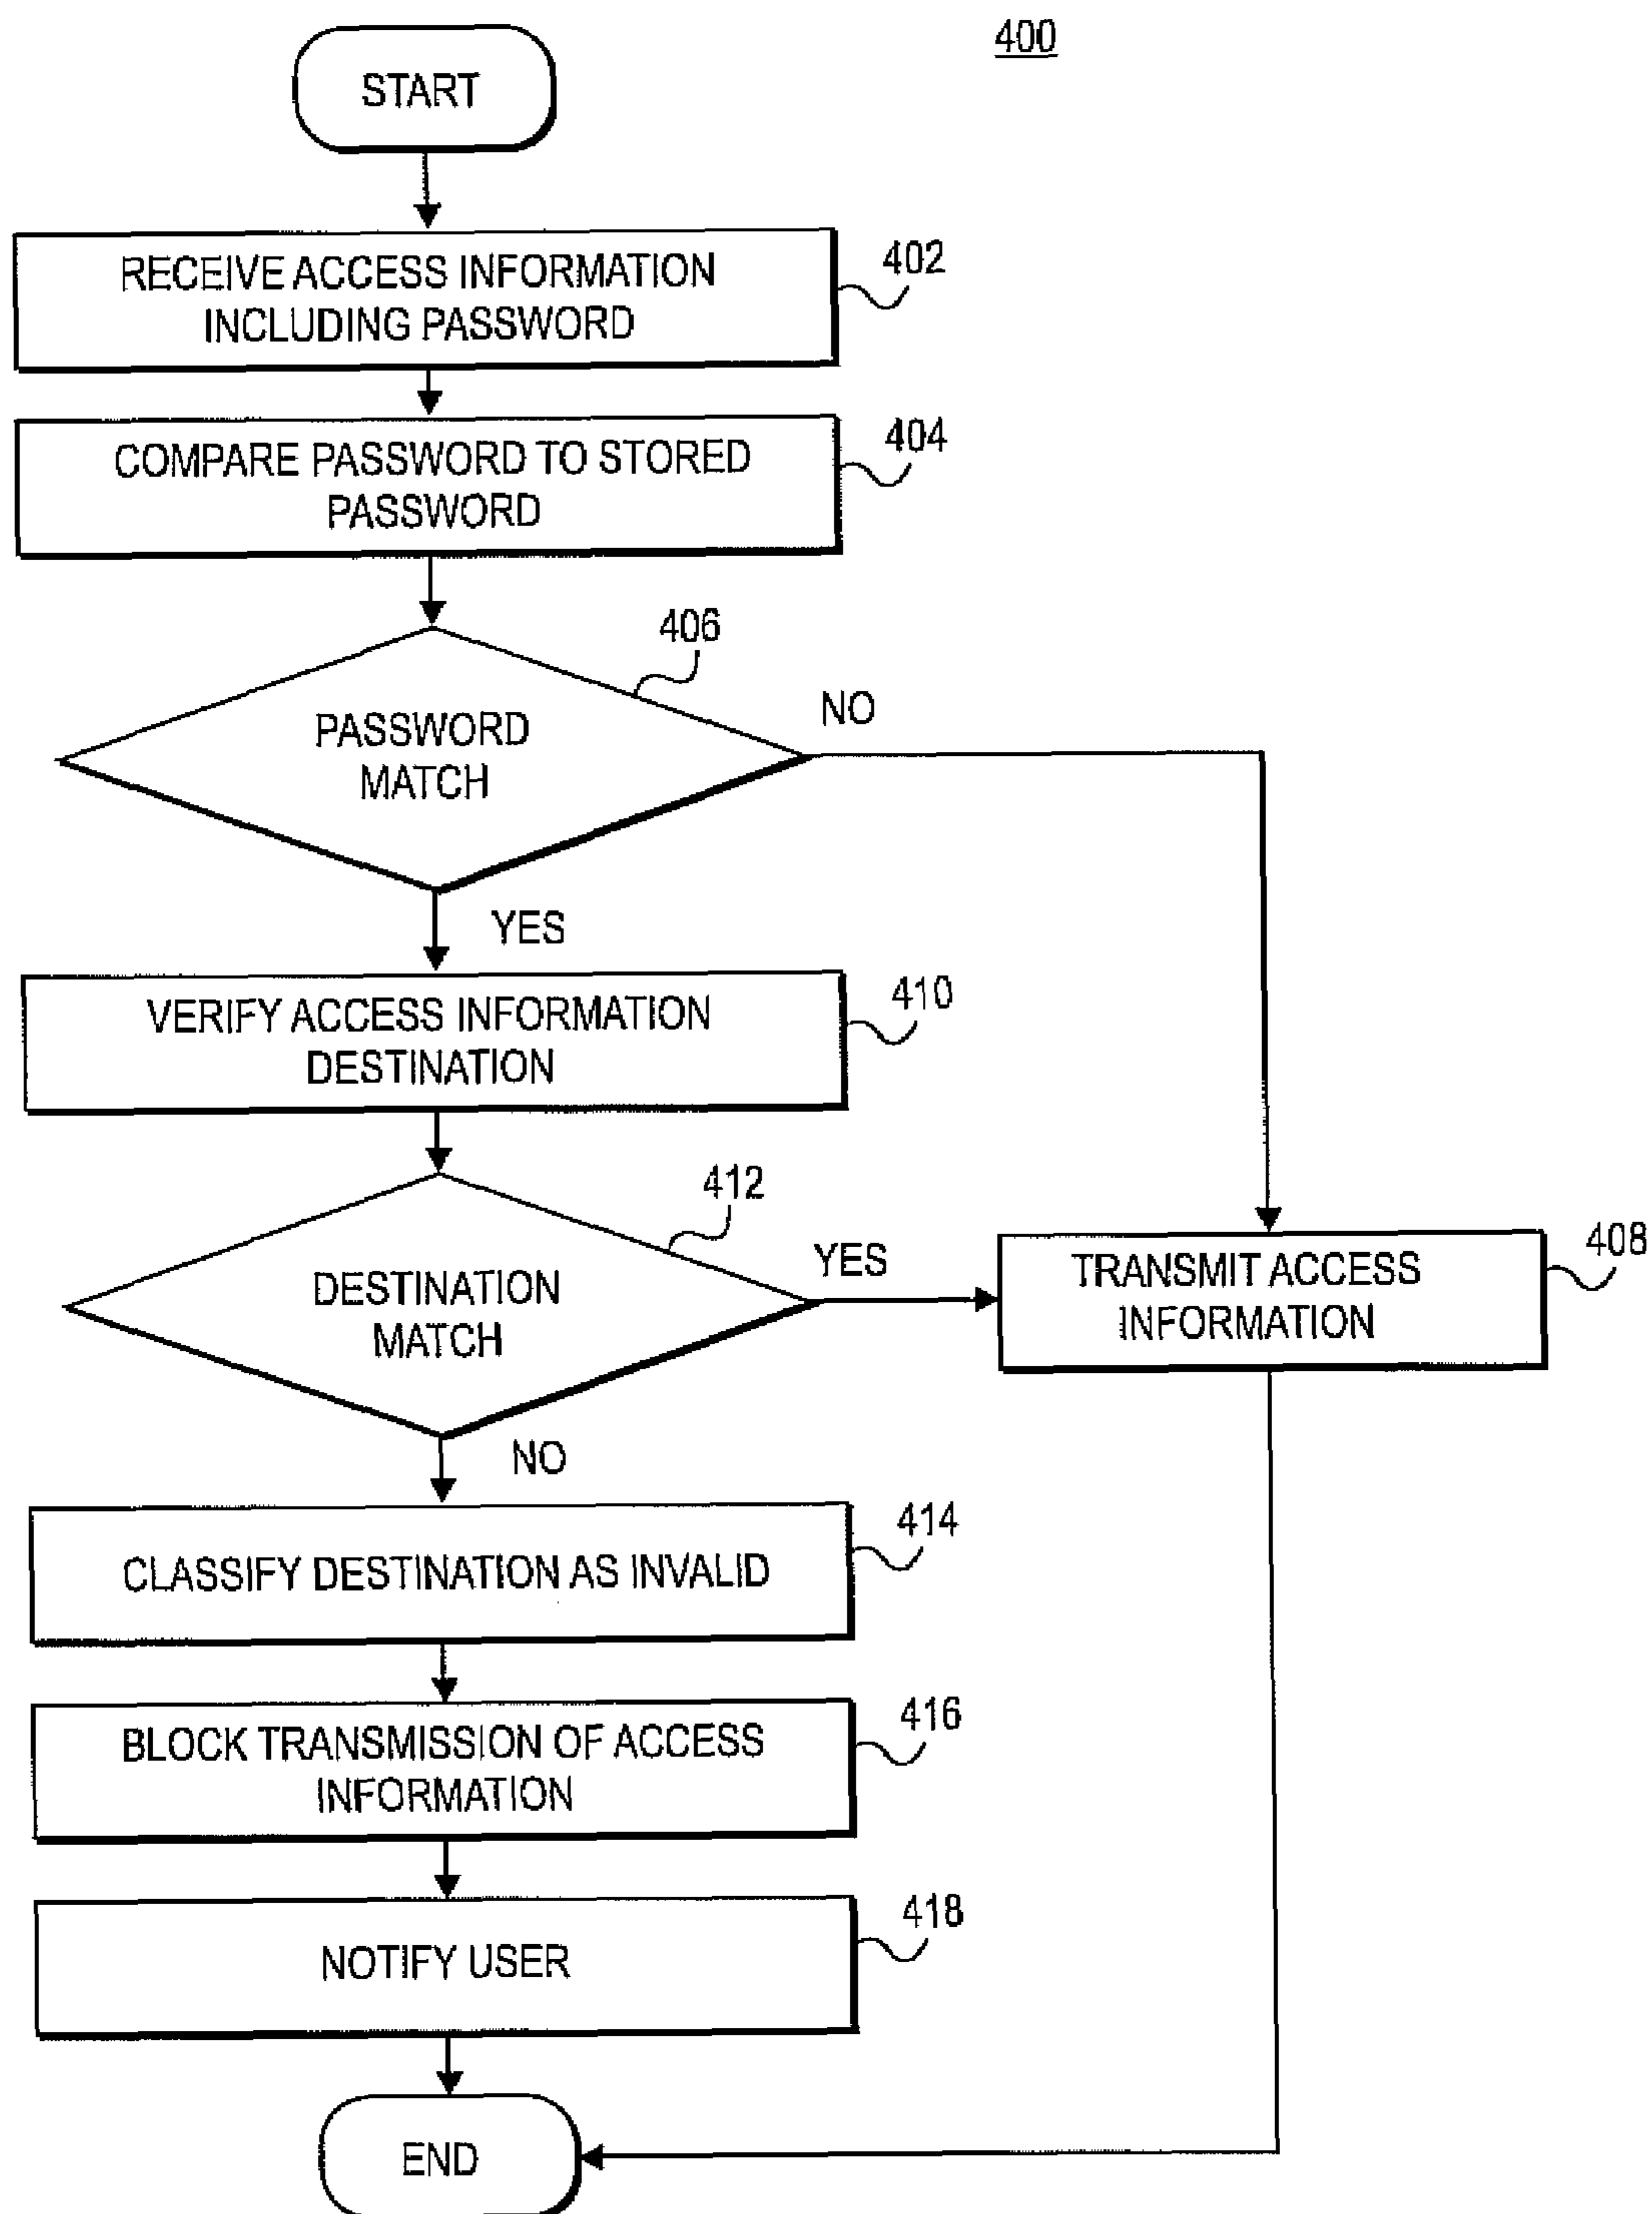 400
START
RECEIVE ACCESS INFORMATION
INCLUDING PASSWORD
402
COMPARE PASSWORD TO STORED
PASSWORD
404
406
PASSWORD
MATCH
NO
YES
VERIFY ACCESS INFORMATION
DESTINATION
410
412
DESTINATION
MATCH
YES
TRANSMIT ACCESS
INFORMATION
408
NO
CLASSIFY DESTINATION AS INVALID
414
BLOCK TRANSMISSION OF ACCESS
INFORMATION
416
NOTIFY USER
418
END